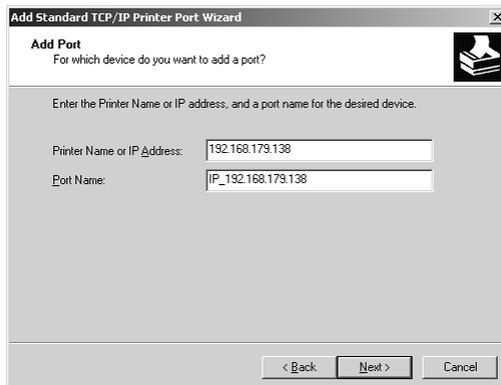 Add Standard TCP/IP Printer Port Wizard
Add Port
For which device do you want to add a port?
Enter the Printer Name or IP address, and a port name for the desired device.
Printer Name or IP Address: 192.168.179.138
Port Name: IP_192.168.179.138
< Back Next > Cancel